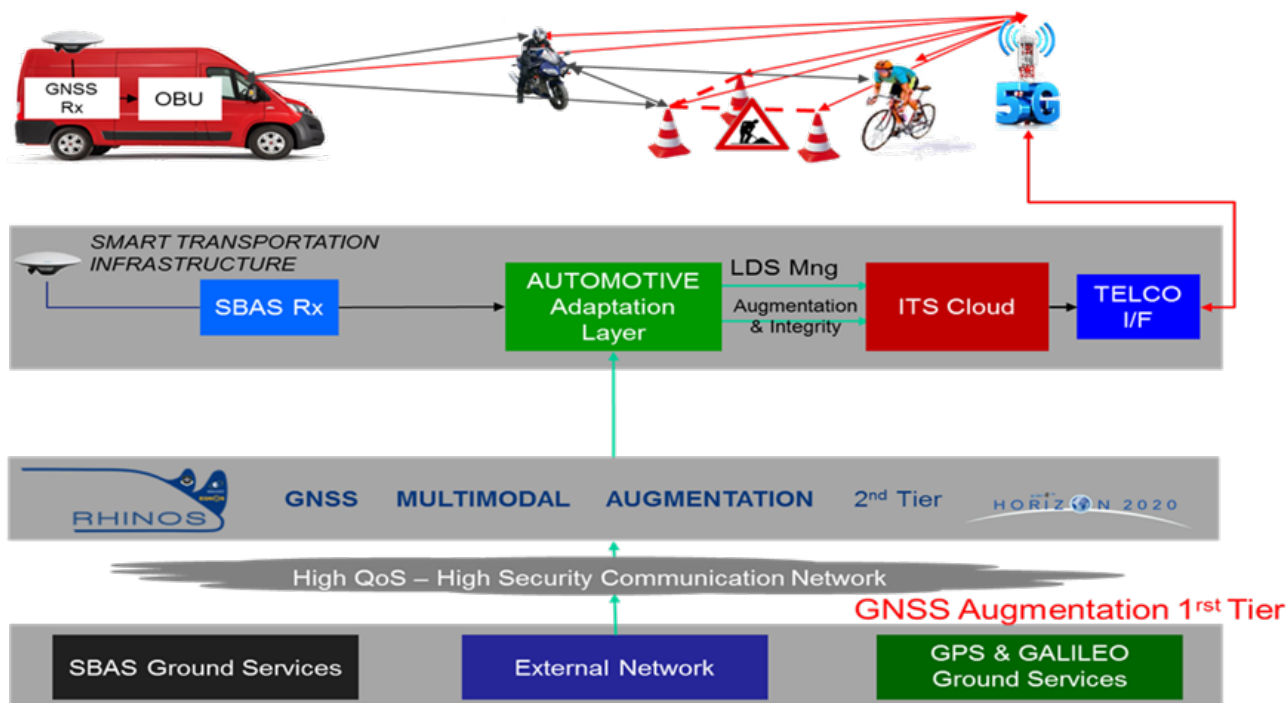 GNSS
Rx
OBU
5G
SMART TRANSPORTATION
INFRASTRUCTURE
SBAS Rx
AUTOMOTIVE
Adaptation
Layer
LDS Mng
Augmentation
& Integrity
ITS Cloud
TELCO
I/F
RHINOS
GNSS MULTIMODAL AUGMENTATION 2nd Tier
HORIZON 2020
High QoS – High Security Communication Network
GNSS Augmentation 1rst Tier
SBAS Ground Services
External Network
GPS & GALILEO
Ground Services